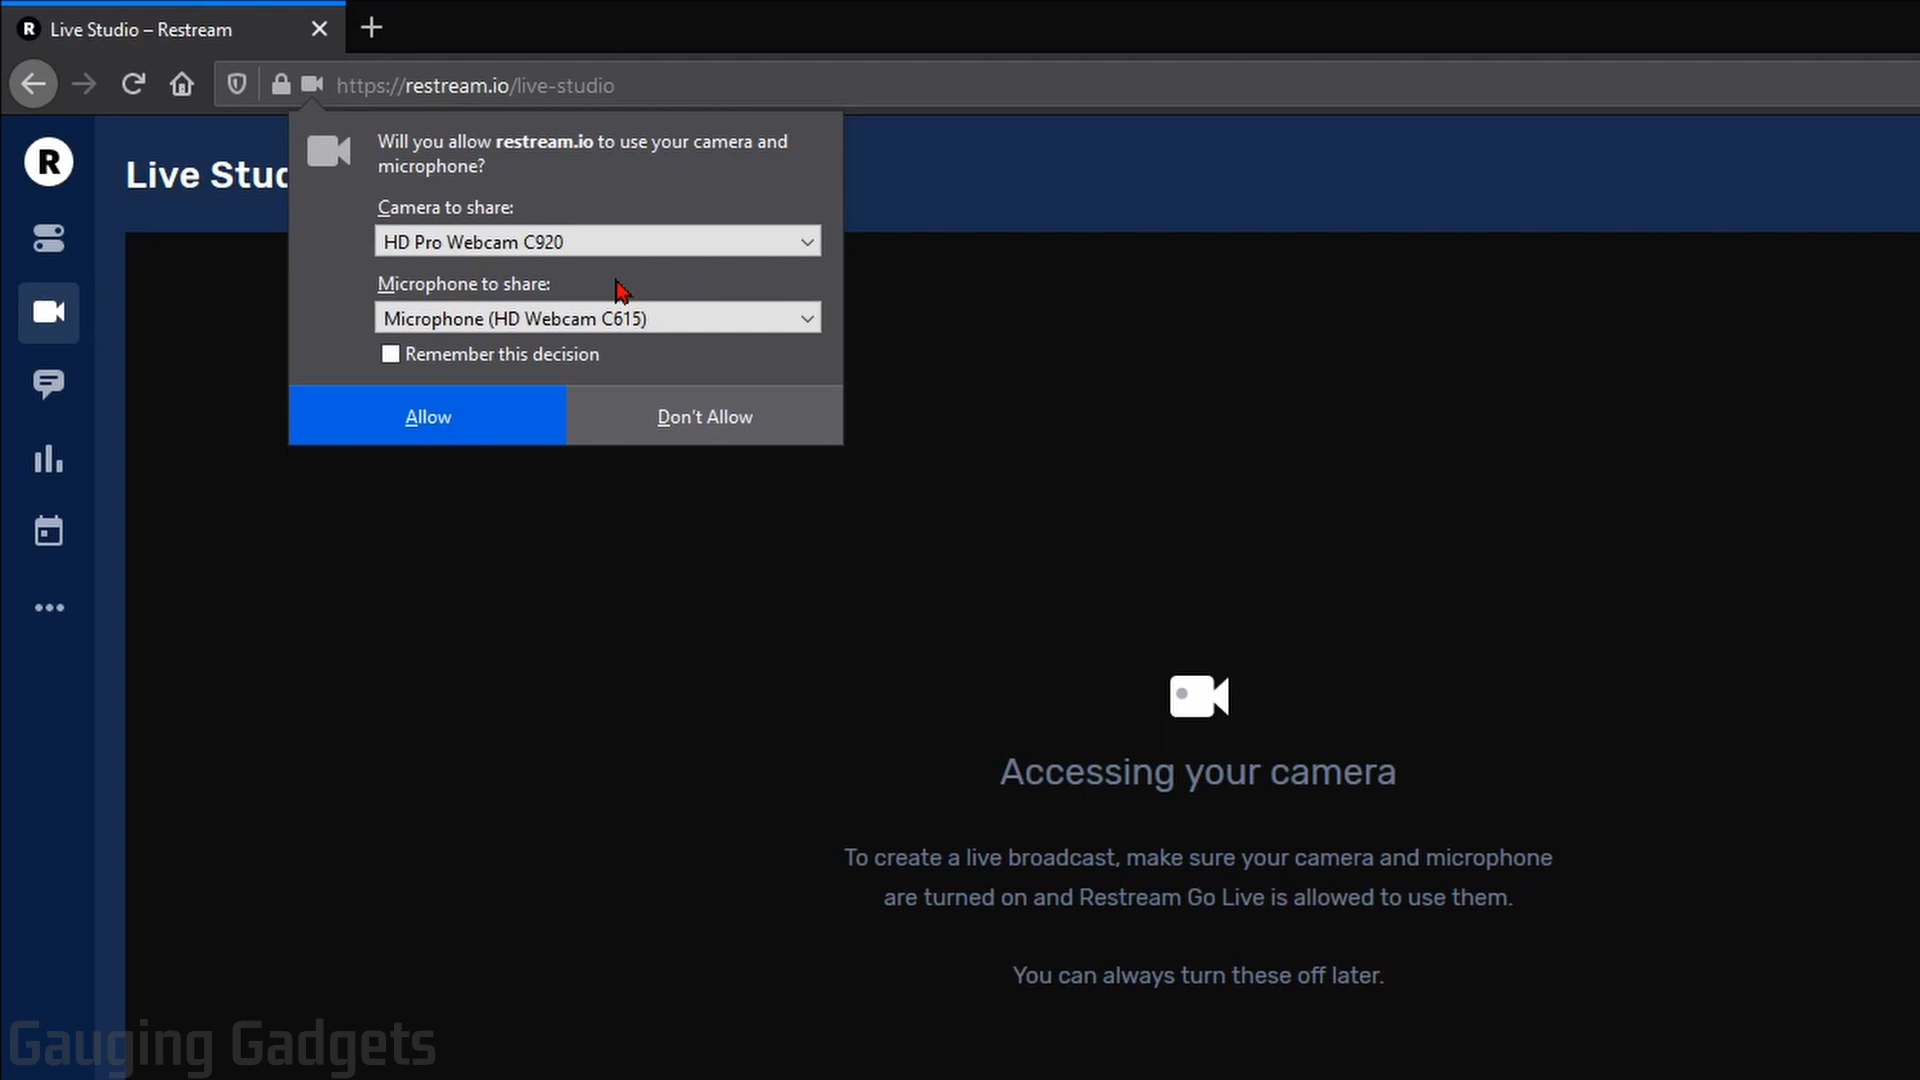 R Live Studio – Restream
https://restream.io/live-studio
R
Live Stud
Will you allow restream.io to use your camera and
microphone?
Camera to share:
HD Pro Webcam C920
Microphone to share:
Microphone (HD Webcam C615)
Remember this decision
Allow
Don't Allow
Accessing your camera
To create a live broadcast, make sure your camera and microphone
are turned on and Restream Go Live is allowed to use them.
You can always turn these off later.
Gauging Gadgets